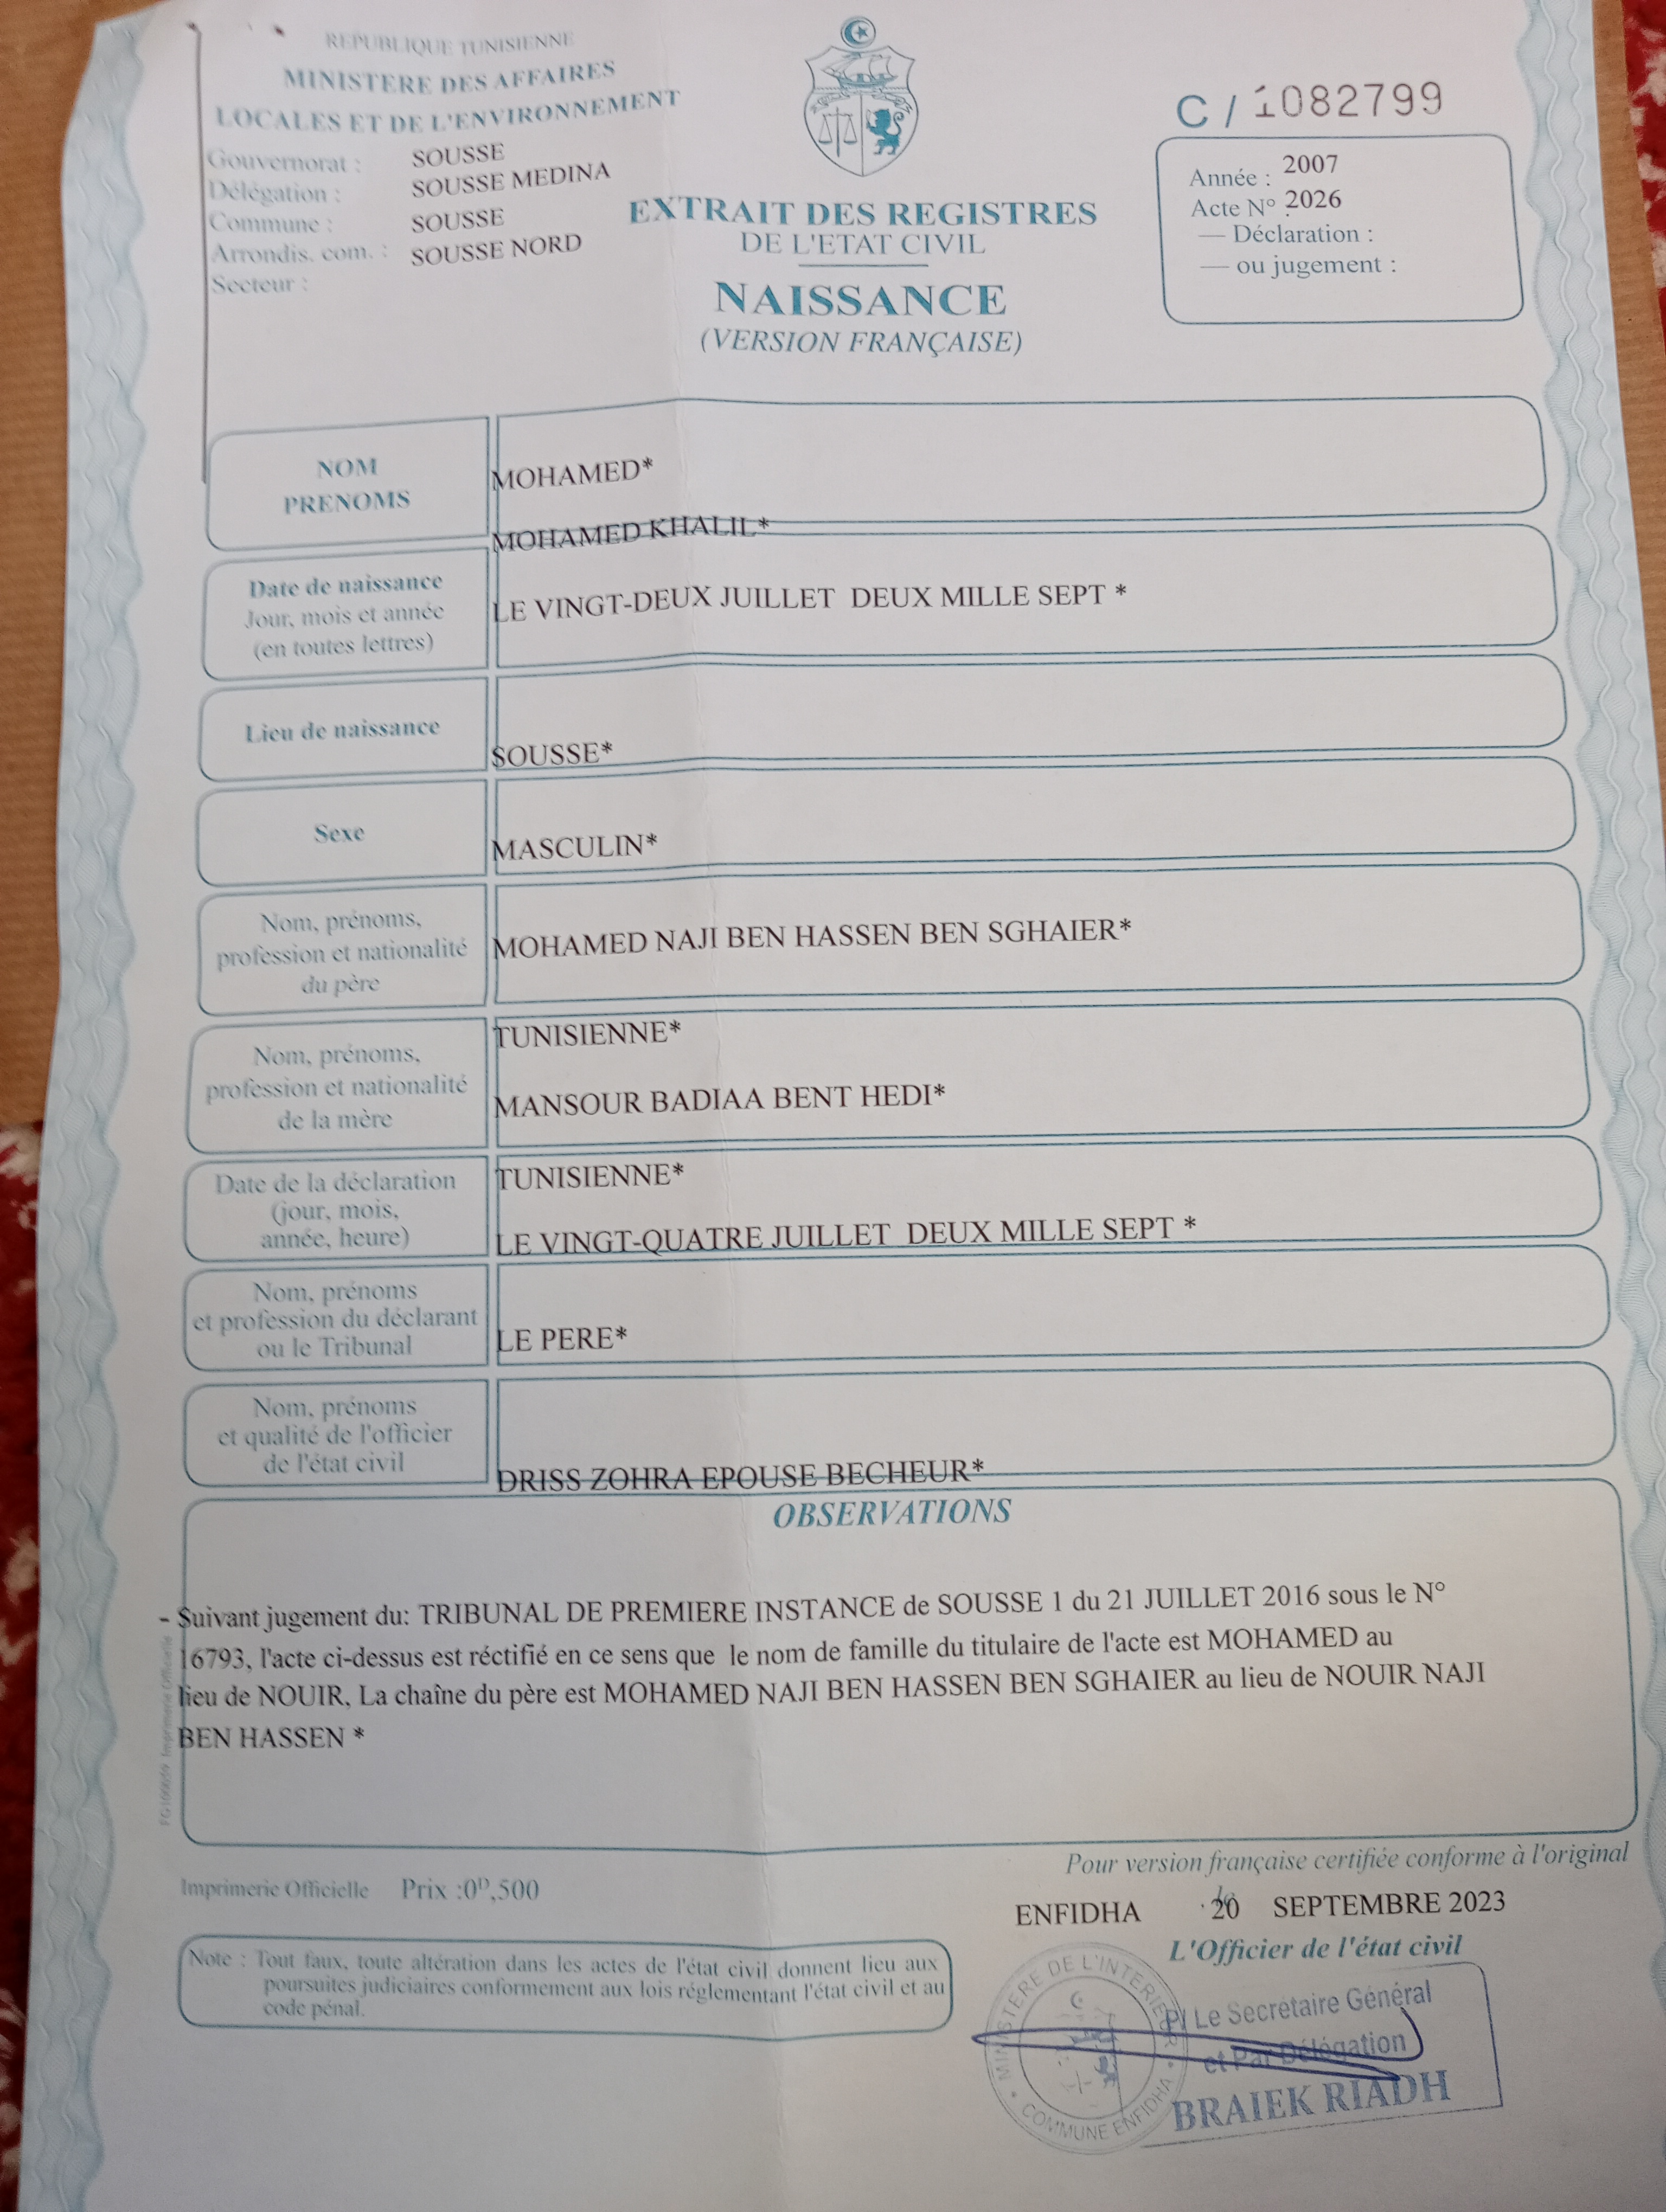 REPUBLIQUE TUNISIENNE
MINISTERE DES AFFAIRES
LOCALES ET DE L'ENVIRONNEMENT
Gouvernorat : SOUSSE
Délégation : SOUSSE MEDINA
Commune : SOUSSE
Arrondis. com. : SOUSSE NORD
Secteur :
EXTRAIT DES REGISTRES
DE L'ETAT CIVIL
NAISSANCE
(VERSION FRANÇAISE)
C / 1082799
Année : 2007
Acte N° : 2026
— Déclaration :
— ou jugement :
NOM
PRENOMS
MOHAMED*
MOHAMED KHALIL*
Date de naissance
Jour, mois et année
(en toutes lettres)
LE VINGT-DEUX JUILLET DEUX MILLE SEPT *
Lieu de naissance
SOUSSE*
Sexe
MASCULIN*
Nom, prénoms,
profession et nationalité
du père
MOHAMED NAJI BEN HASSEN BEN SGHAIER*
TUNISIENNE*
Nom, prénoms,
profession et nationalité
de la mère
MANSOUR BADIAA BENT HEDI*
TUNISIENNE*
Date de la déclaration
(jour, mois,
année, heure)
LE VINGT-QUATRE JUILLET DEUX MILLE SEPT *
Nom, prénoms
et profession du déclarant
ou le Tribunal
LE PERE*
Nom, prénoms
et qualité de l'officier
de l'état civil
DRISS ZOHRA EPOUSE BECHEUR*
OBSERVATIONS
- Suivant jugement du: TRIBUNAL DE PREMIERE INSTANCE de SOUSSE 1 du 21 JUILLET 2016 sous le N°
16793, l'acte ci-dessus est réctifié en ce sens que le nom de famille du titulaire de l'acte est MOHAMED au
lieu de NOUIR, La chaîne du père est MOHAMED NAJI BEN HASSEN BEN SGHAIER au lieu de NOUIR NAJI
BEN HASSEN *
Imprimerie Officielle
Imprimerie Officielle Prix :0ᴰ,500
Pour version française certifiée conforme à l'original
ENFIDHA le 20 SEPTEMBRE 2023
L'Officier de l'état civil
Note : Tout faux, toute altération dans les actes de l'état civil donnent lieu aux
poursuites judiciaires conformement aux lois réglementant l'état civil et au
code pénal.
MINISTERE DE L'INTERIEUR
COMMUNE ENFIDHA
P/ Le Secrétaire Général
et Par Délégation
BRAIEK RIADH